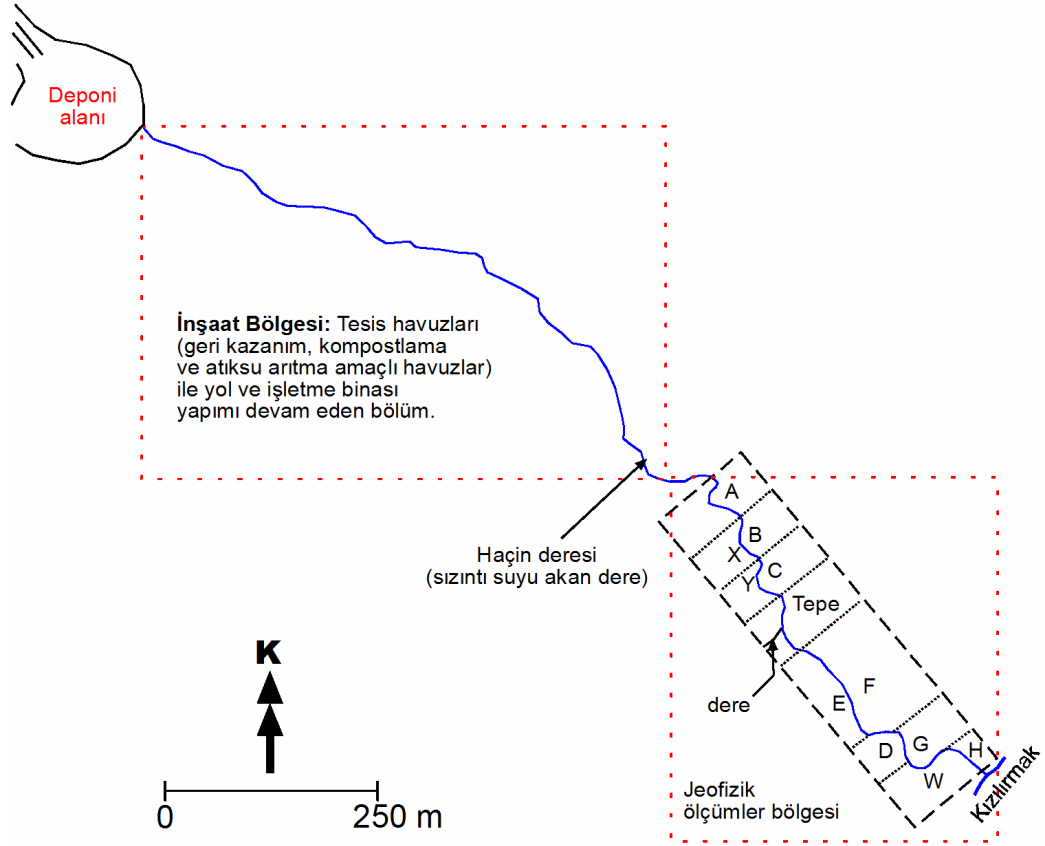 Deponi
alanı
İnşaat Bölgesi: Tesis havuzları
(geri kazanım, kompostlama
ve atıksu arıtma amaçlı havuzlar)
ile yol ve işletme binası
yapımı devam eden bölüm.
Haçin deresi
(sızıntı suyu akan dere)
A
B
X
C
Y
Tepe
dere
F
E
D
G
H
W
Kızılırmak
K
0
250 m
Jeofizik
ölçümler bölgesi